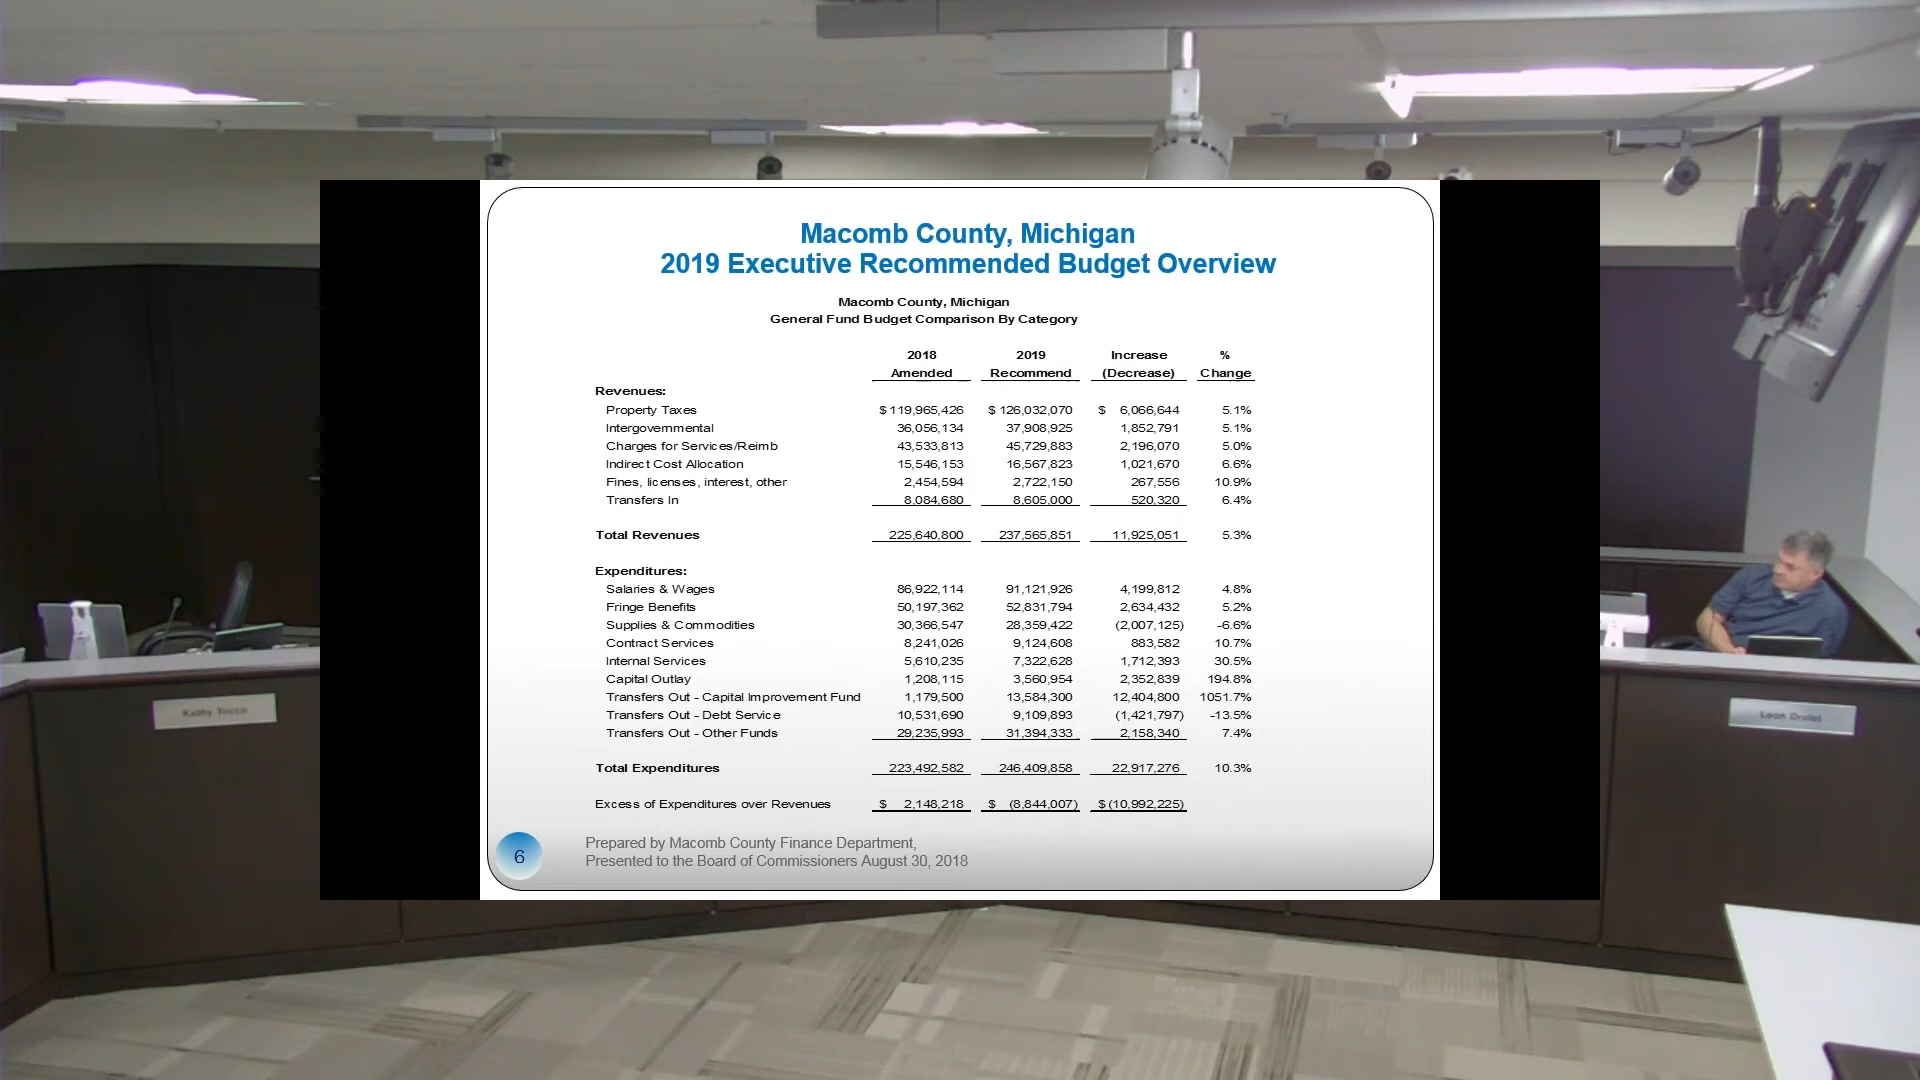 Macomb County, Michigan
2019 Executive Recommended Budget Overview
Macomb County, Michigan
General Fund Budget Comparison By Category
2018 2019 Increase %
Amended Recommend (Decrease) Change
Revenues:
Property Taxes $ 119,965,426 $ 126,032,070 $ 6,066,644 5.1%
Intergovernmental 36,056,134 37,908,925 1,852,791 5.1%
Charges for Services/Reimb 43,533,813 45,729,883 2,196,070 5.0%
Indirect Cost Allocation 15,546,153 16,567,823 1,021,670 6.6%
Fines, licenses, interest, other 2,454,594 2,722,150 267,556 10.9%
Transfers In 8,084,680 8,605,000 520,320 6.4%
Total Revenues 225,640,800 237,565,851 11,925,051 5.3%
Expenditures:
Salaries & Wages 86,922,114 91,121,926 4,199,812 4.8%
Fringe Benefits 50,197,362 52,831,794 2,634,432 5.2%
Supplies & Commodities 30,366,547 28,359,422 (2,007,125) -6.6%
Contract Services 8,241,026 9,124,608 883,582 10.7%
Internal Services 5,610,235 7,322,628 1,712,393 30.5%
Capital Outlay 1,208,115 3,560,954 2,352,839 194.8%
Transfers Out - Capital Improvement Fund 1,179,500 13,584,300 12,404,800 1051.7%
Transfers Out - Debt Service 10,531,690 9,109,893 (1,421,797) -13.5%
Transfers Out - Other Funds 29,235,993 31,394,333 2,158,340 7.4%
Total Expenditures 223,492,582 246,409,858 22,917,276 10.3%
Excess of Expenditures over Revenues $ 2,148,218 $ (8,844,007) $ (10,992,225)
6
Prepared by Macomb County Finance Department,
Presented to the Board of Commissioners August 30, 2018
Kathy Tocco
Leon Drolet